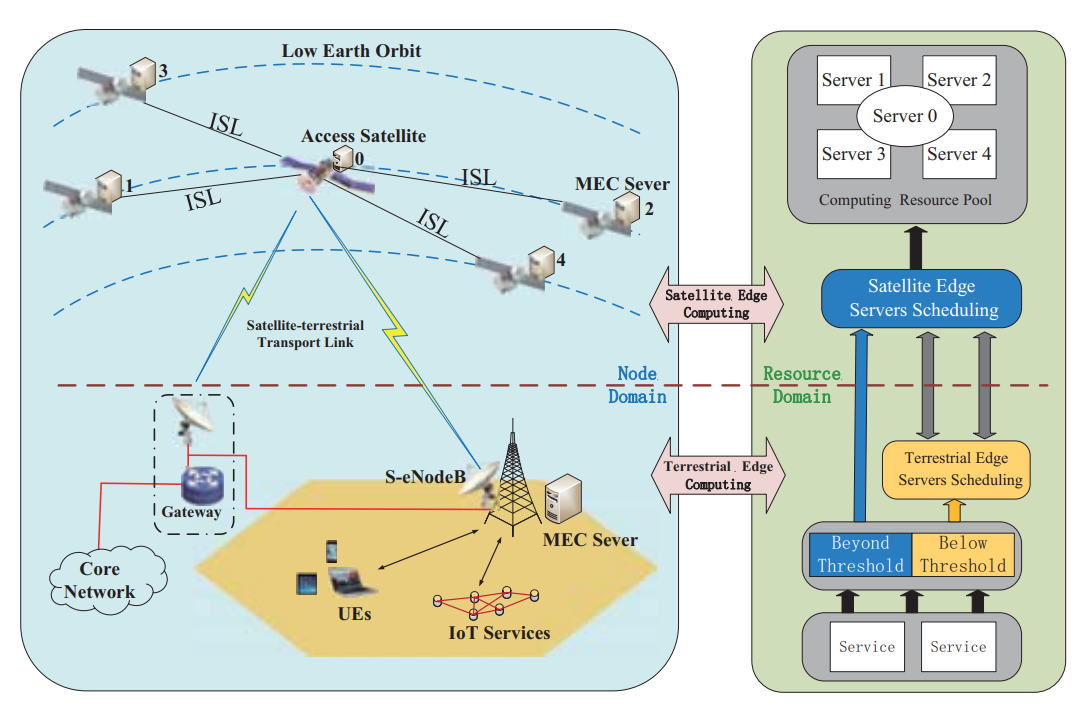 Low Earth Orbit
3
ISL
Access Satellite
0
1
ISL
ISL
MEC Sever
2
ISL
4
Satellite-terrestrial
Transport Link
Node
Domain
S-eNodeB
Gateway
MEC Sever
Core
Network
UEs
IoT Services
Satellite Edge
Computing
Terrestrial Edge
Computing
Server 1
Server 2
Server 0
Server 3
Server 4
Computing Resource Pool
Satellite Edge
Servers Scheduling
Resource
Domain
Terrestrial Edge
Servers Scheduling
Beyond
Threshold
Below
Threshold
Service
Service